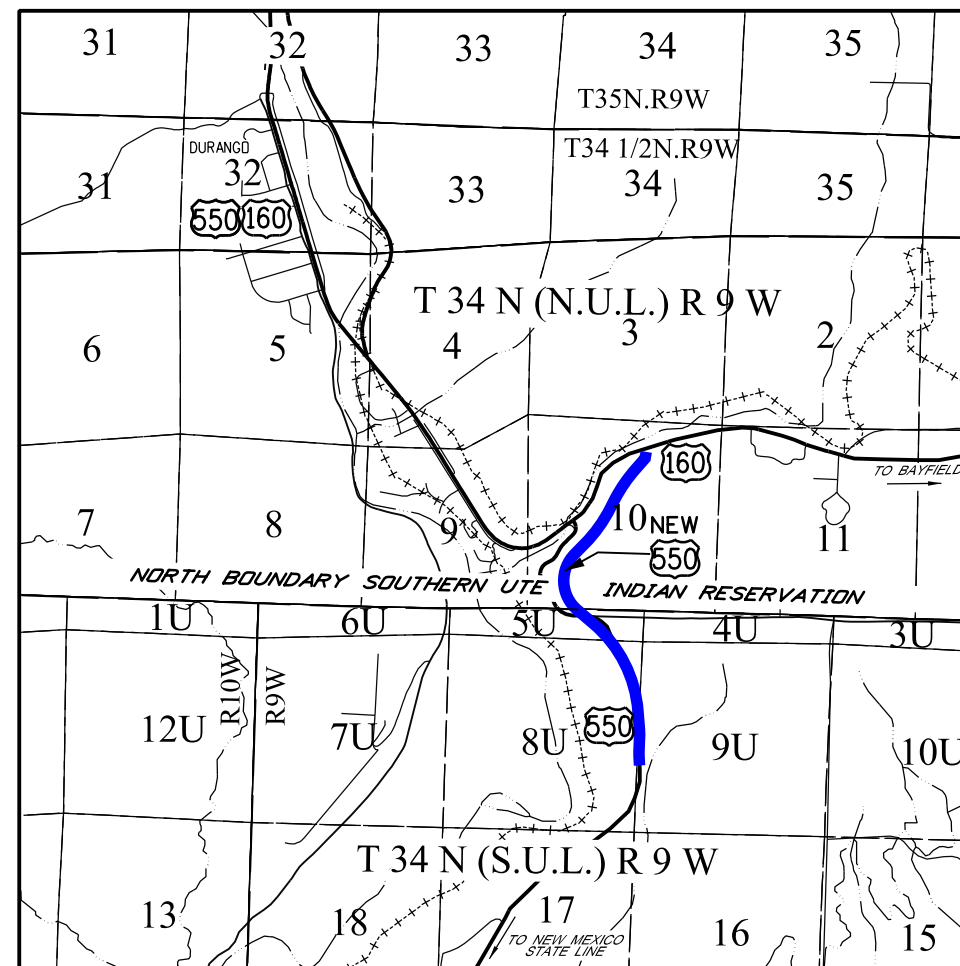 31 32 33 34 35
T35N.R9W
T34 1/2N.R9W
DURANGO
31 32 33 34 35
550 160
T 34 N (N.U.L.) R 9 W
6 5 4 3 2
160
TO BAYFIELD
7 8 9 10 11
NEW
550
NORTH BOUNDARY SOUTHERN UTE INDIAN RESERVATION
1U 6U 5U 4U 3U
R10W R9W
12U 7U 8U 9U 10U
550
T 34 N (S.U.L.) R 9 W
13 18 17 16 15
TO NEW MEXICO
STATE LINE